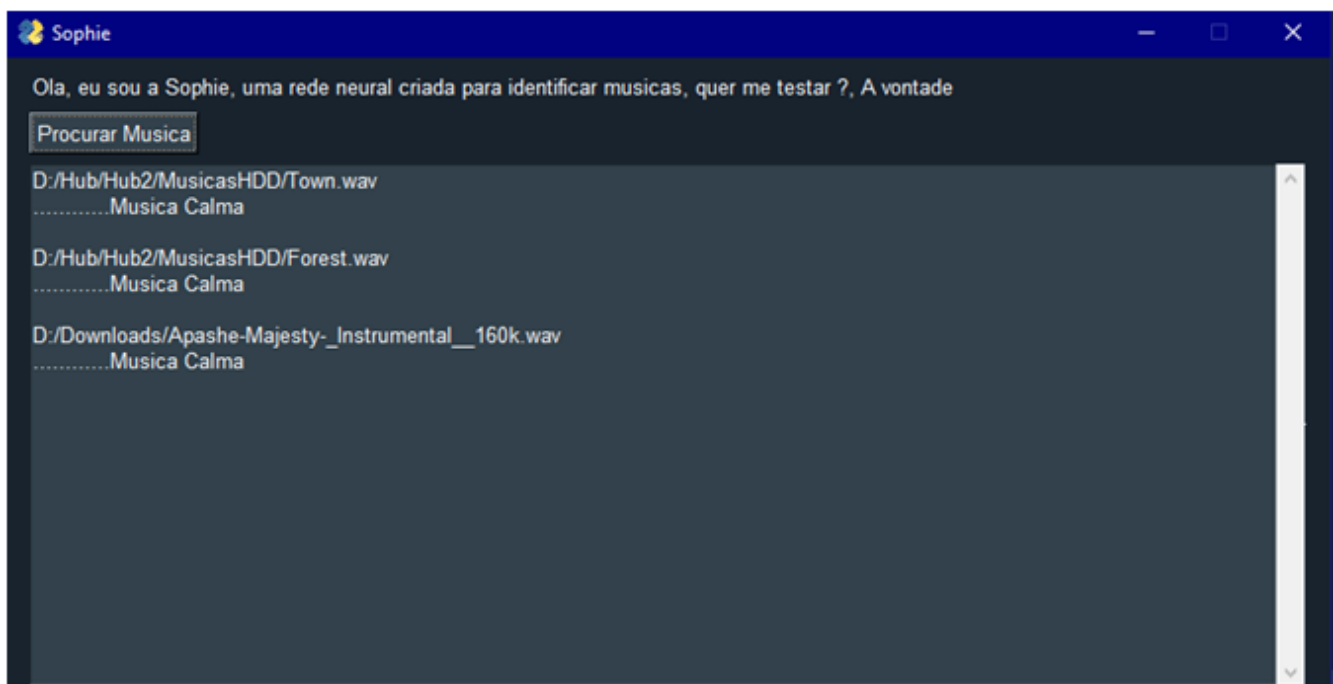 Sophie
Ola, eu sou a Sophie, uma rede neural criada para identificar musicas, quer me testar ?, A vontade
Procurar Musica
D:/Hub/Hub2/MusicasHDD/Town.wav
............Musica Calma
D:/Hub/Hub2/MusicasHDD/Forest.wav
............Musica Calma
D:/Downloads/Apashe-Majesty-_Instrumental__160k.wav
............Musica Calma